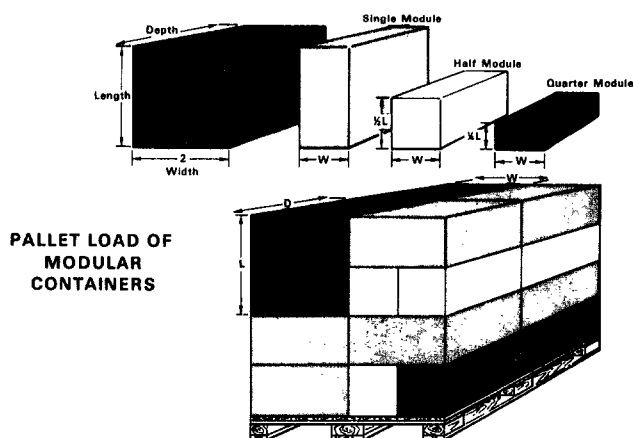 Single Module
Depth
Half Module
Quarter Module
Length
½L
¼L
2
W
W
W
Width
W
D
PALLET LOAD OF
MODULAR
CONTAINERS
L